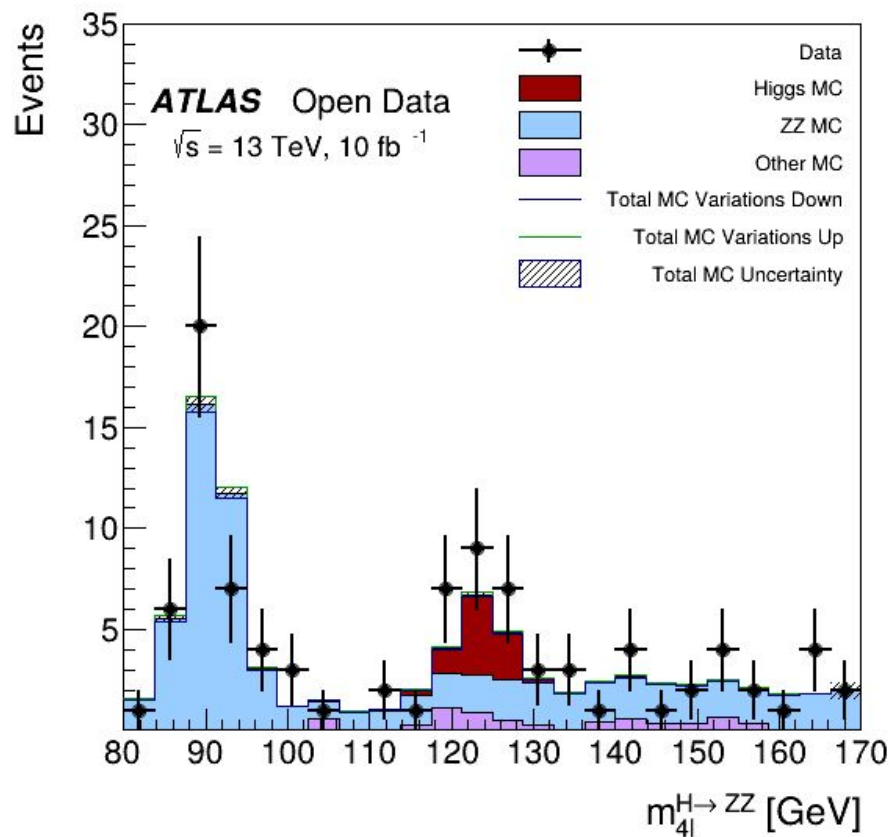 Events
35
30
25
20
15
10
5
ATLAS Open Data
√s = 13 TeV, 10 fb⁻¹
Data
Higgs MC
ZZ MC
Other MC
Total MC Variations Down
Total MC Variations Up
Total MC Uncertainty
80 90 100 110 120 130 140 150 160 170
m_{4l}^{H→ ZZ} [GeV]